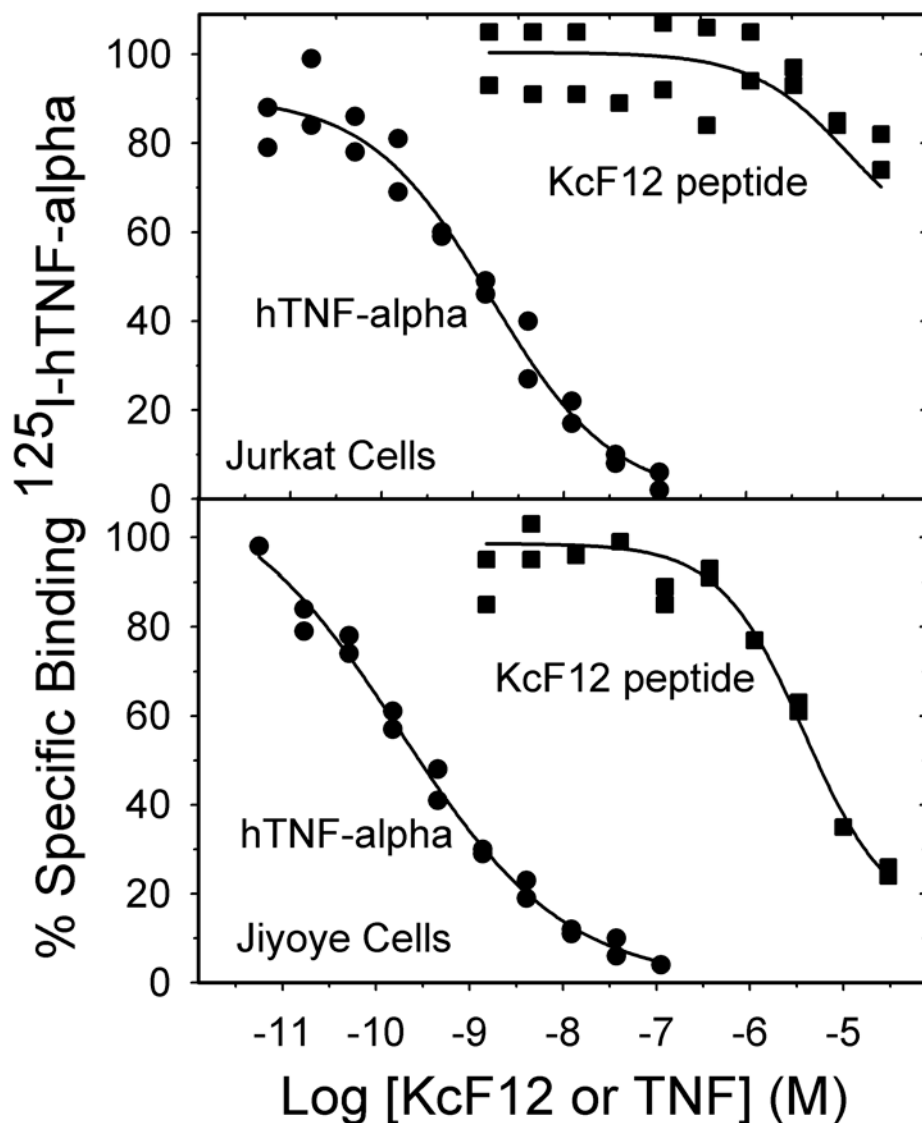 % Specific Binding 125I-hTNF-alpha
100
80
60
40
20
0
KcF12 peptide
hTNF-alpha
Jurkat Cells
100
80
60
40
20
0
KcF12 peptide
hTNF-alpha
Jiyoye Cells
-11 -10 -9 -8 -7 -6 -5
Log [KcF12 or TNF] (M)